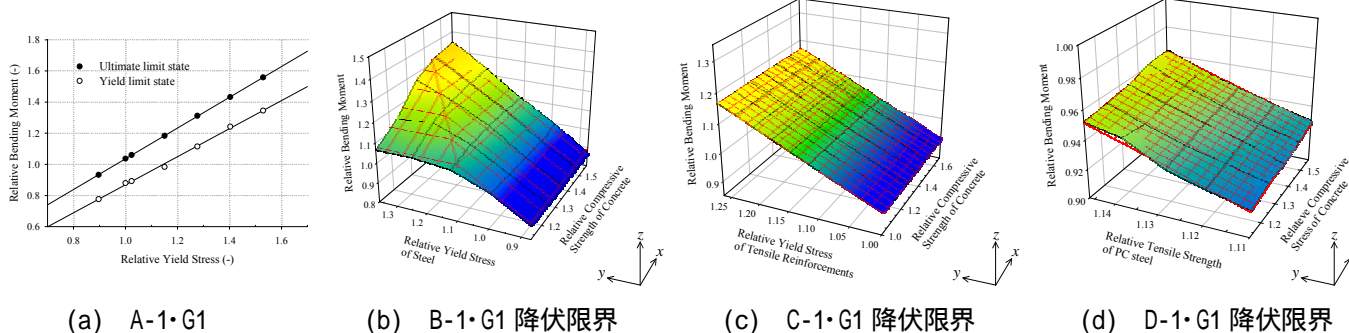 1.8
1.6
1.4
1.2
1.0
0.8
0.6
0.8
1.0
1.2
1.4
1.6
Relative Bending Moment (-)
Relative Yield Stress (-)
Ultimate limit state
Yield limit state
(a) A-1・G1
1.5
1.4
1.3
1.2
1.1
1.0
0.9
0.8
Relative Bending Moment
1.3
1.2
1.1
1.0
0.9
Relative Yield Stress
of Steel
1.2
1.3
1.4
1.5
Relative Compressive
Strength of Concrete
z
x
y
(b) B-1・G1 降伏限界
1.3
1.2
1.1
1.0
0.9
Relative Bending Moment
1.25
1.20
1.15
1.10
1.05
1.00
Relative Yield Stress
of Tensile Reinforcements
1.0
1.2
1.4
1.6
Relative Compressive
Strength of Concrete
z
x
y
(c) C-1・G1 降伏限界
1.00
0.98
0.96
0.94
0.92
0.90
Relative Bending Moment
1.14
1.13
1.12
1.11
Relative Tensile Strength
of PC steel
1.2
1.3
1.4
1.5
Relateve Compressive
Stress of Concrete
z
x
y
(d) D-1・G1 降伏限界